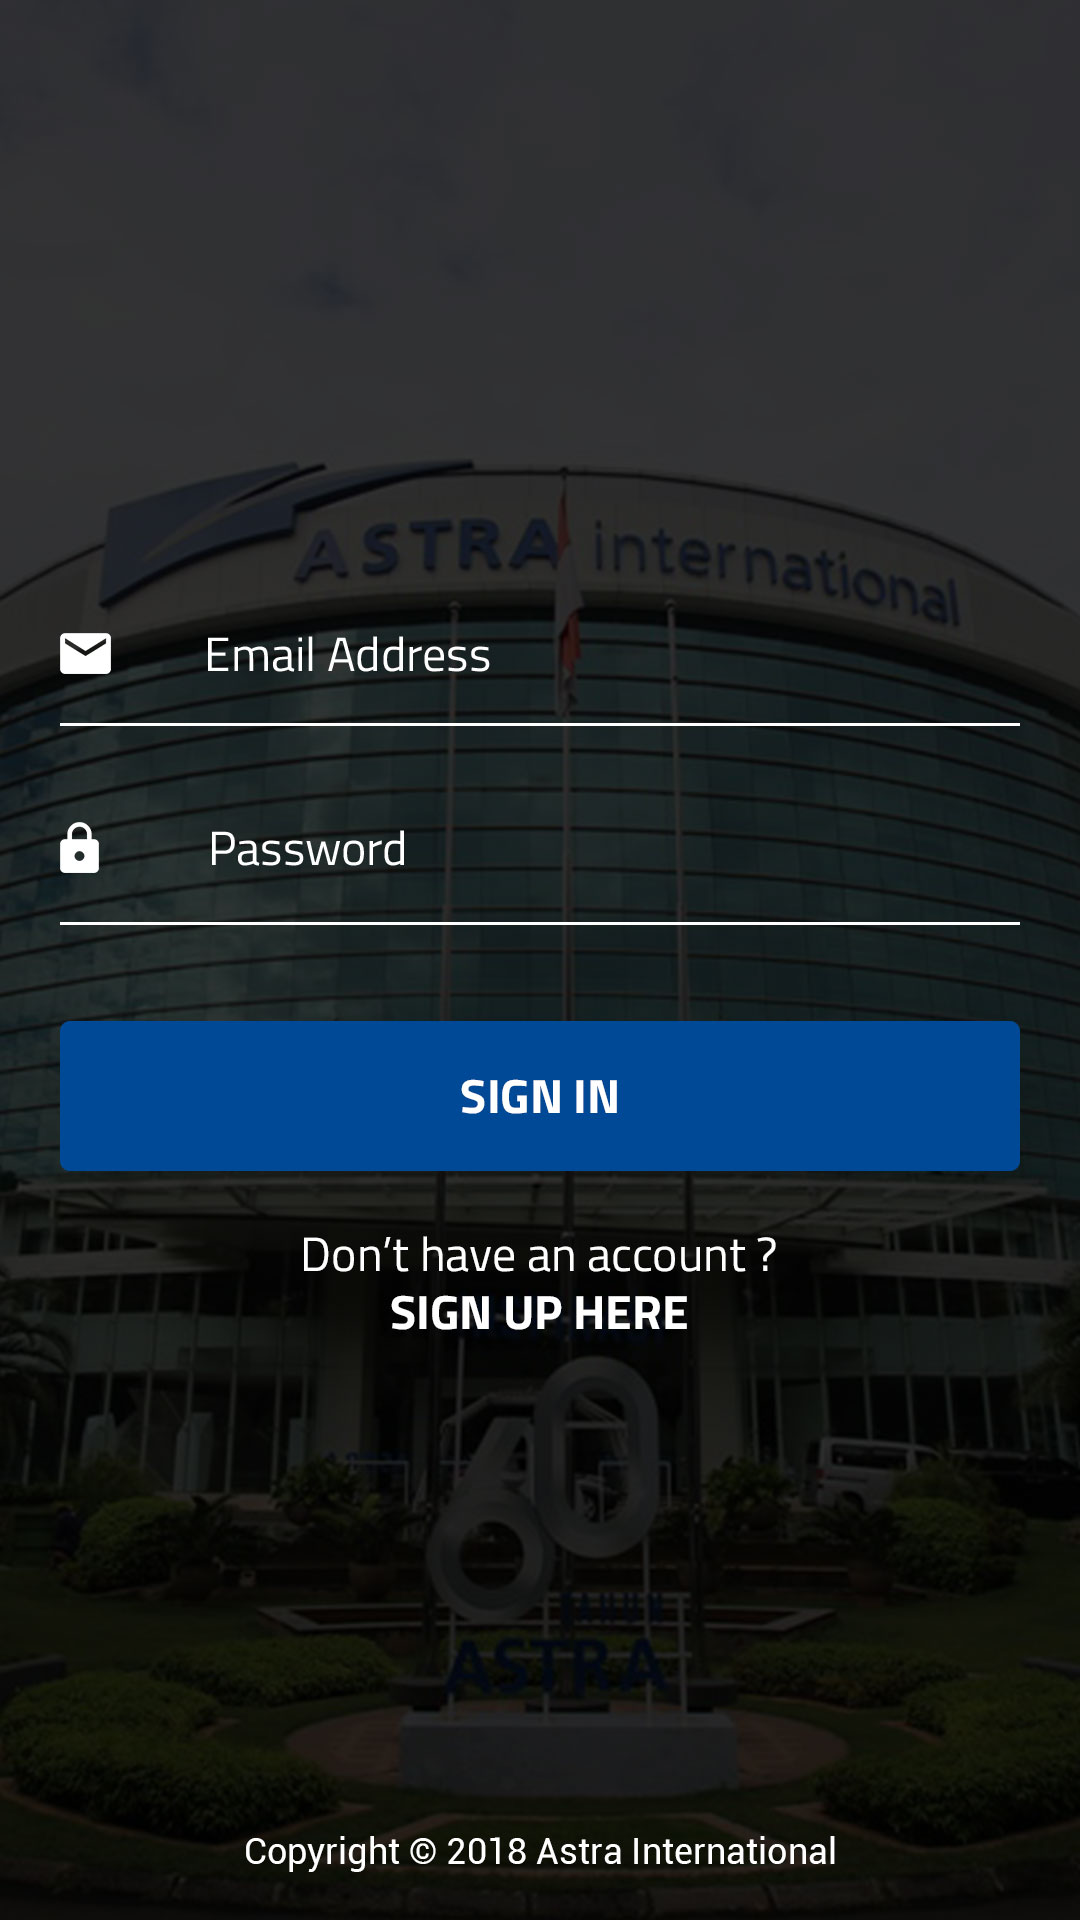 ASTRA international
Email Address
Password
SIGN IN
Don’t have an account ?
SIGN UP HERE
60
ASTRA
Copyright © 2018 Astra International